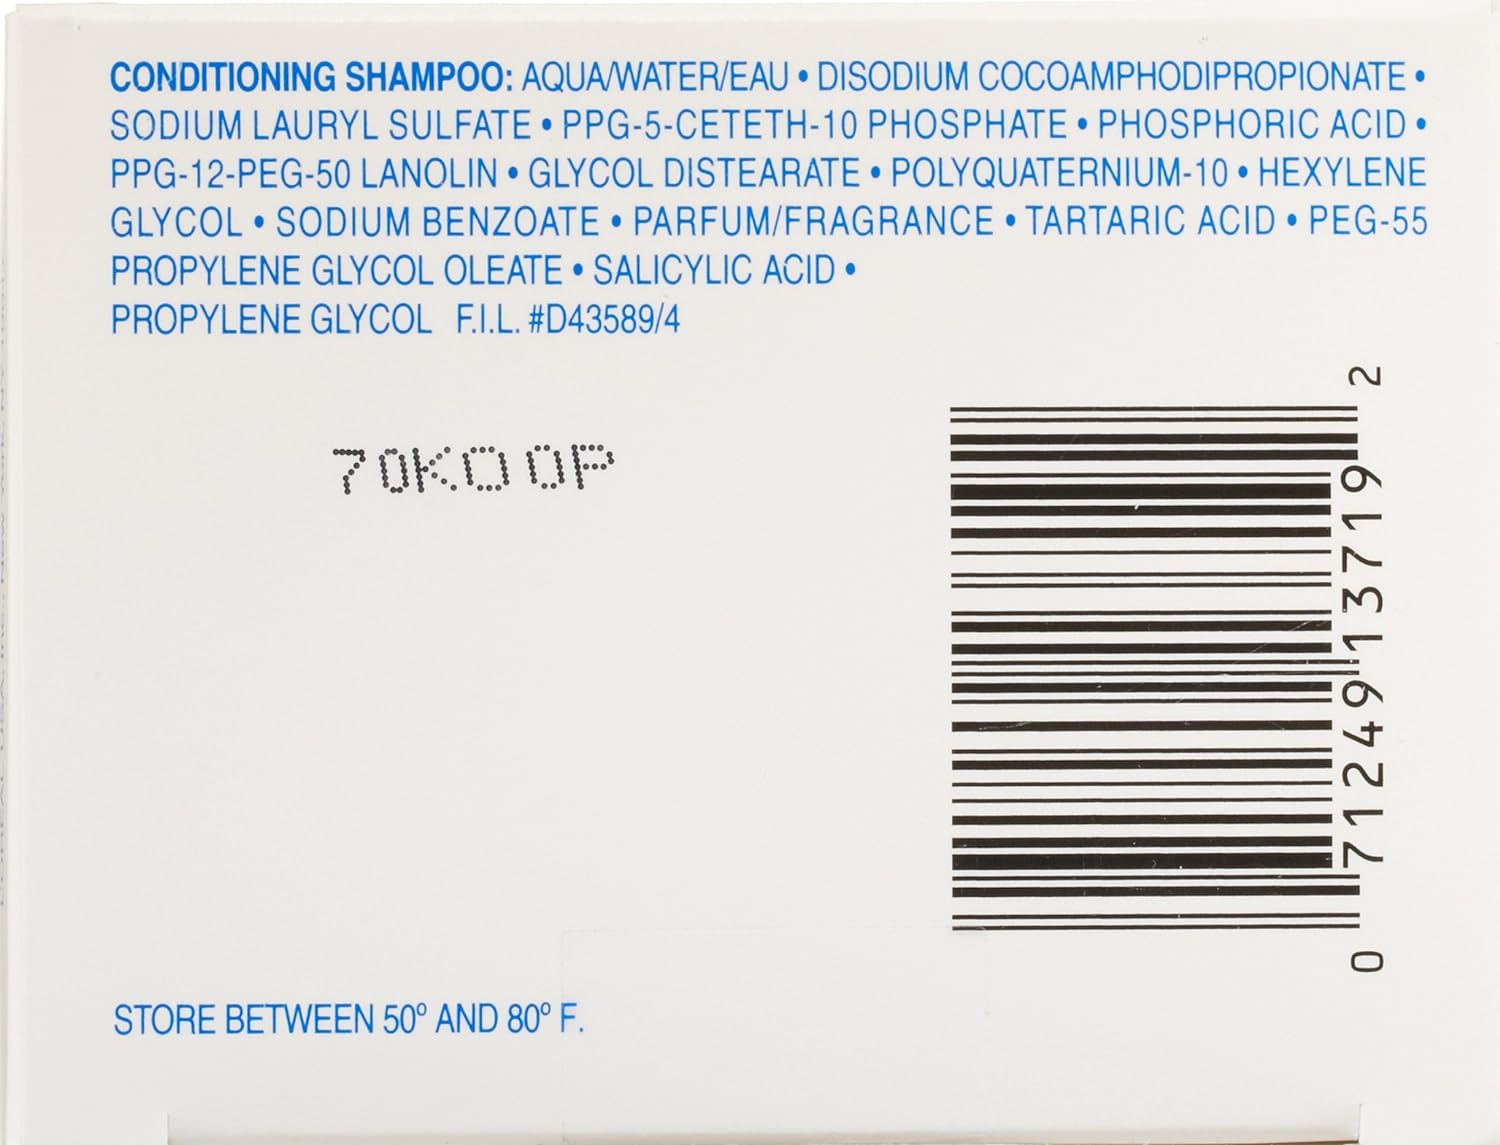 CONDITIONING SHAMPOO: AQUA/WATER/EAU • DISODIUM COCOAMPHODIPROPIONATE •
SODIUM LAURYL SULFATE • PPG-5-CETETH-10 PHOSPHATE • PHOSPHORIC ACID •
PPG-12-PEG-50 LANOLIN • GLYCOL DISTEARATE • POLYQUATERNIUM-10 • HEXYLENE
GLYCOL • SODIUM BENZOATE • PARFUM/FRAGRANCE • TARTARIC ACID • PEG-55
PROPYLENE GLYCOL OLEATE • SALICYLIC ACID •
PROPYLENE GLYCOL F.I.L. #D43589/4
70K00P
0 71249 13719 2
STORE BETWEEN 50º AND 80º F.